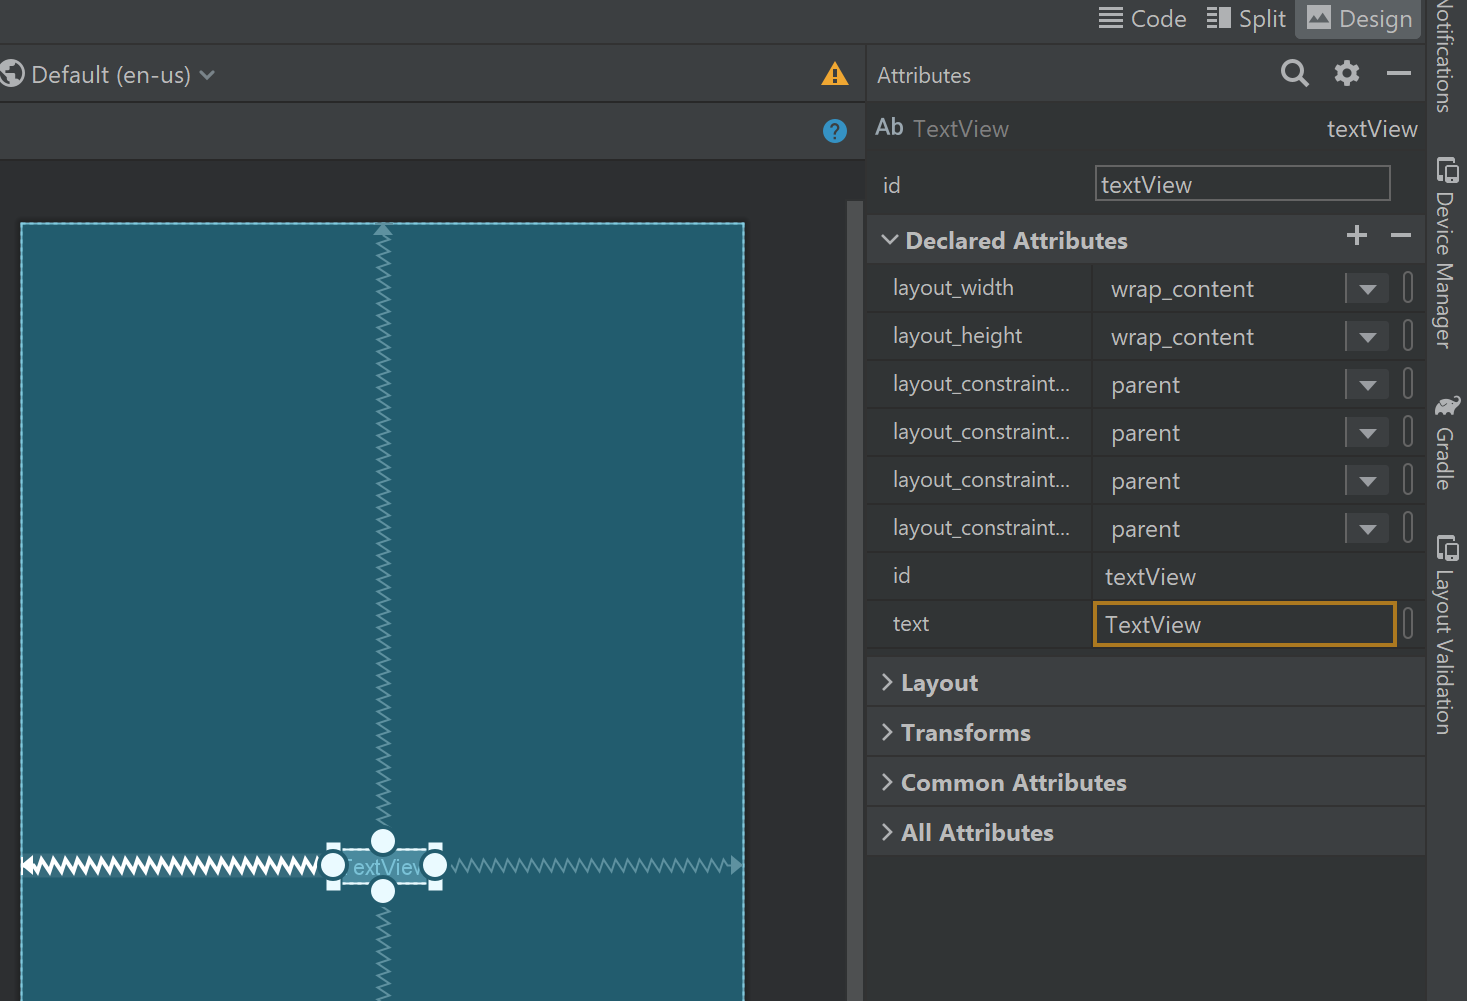 Code Split Design
Default (en-us)
Attributes
Ab TextView textView
id textView
Declared Attributes
layout_width wrap_content
layout_height wrap_content
layout_constraint... parent
layout_constraint... parent
layout_constraint... parent
layout_constraint... parent
id textView
text TextView
Layout
Transforms
Common Attributes
All Attributes
TextView
Notifications
Device Manager
Gradle
Layout Validation